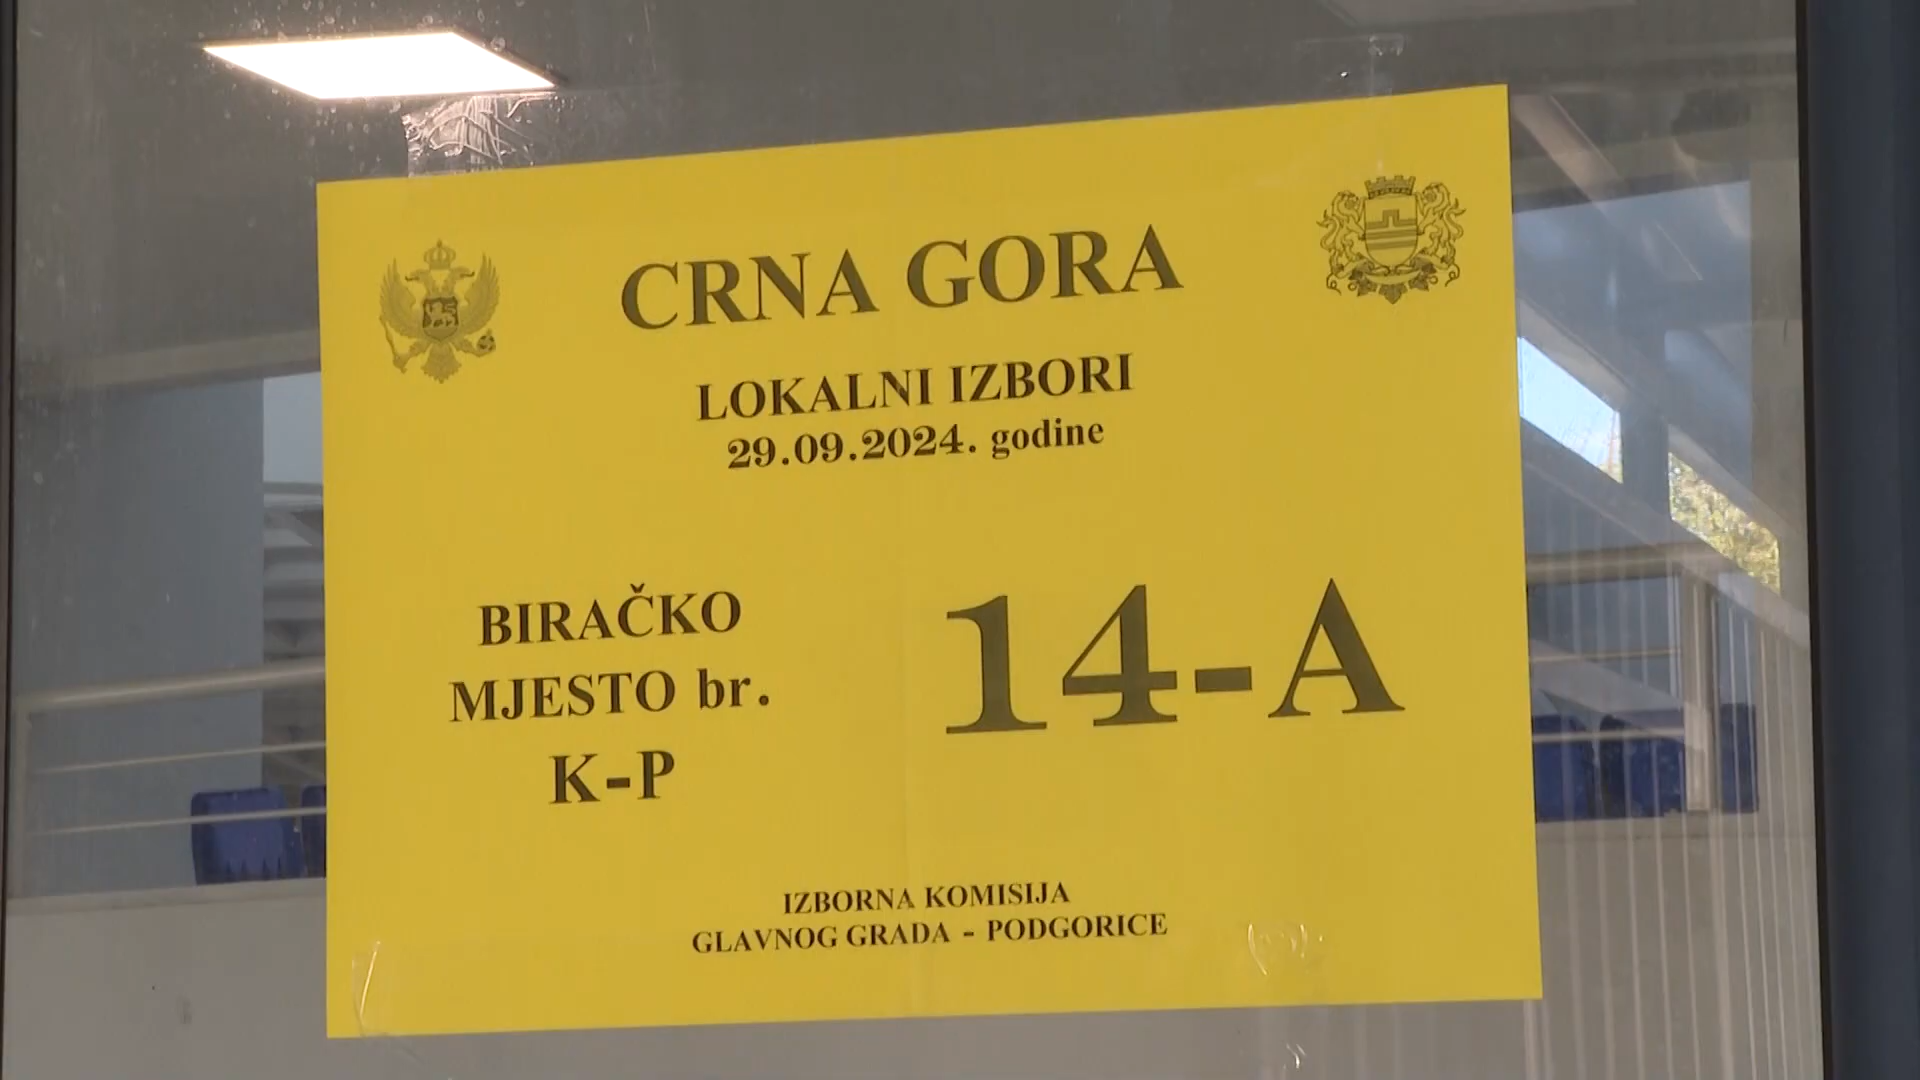 CRNA GORA
LOKALNI IZBORI
29.09.2024. godine
BIRAČKO
MJESTO br.
K-P
14-A
IZBORNA KOMISIJA
GLAVNOG GRADA - PODGORICE